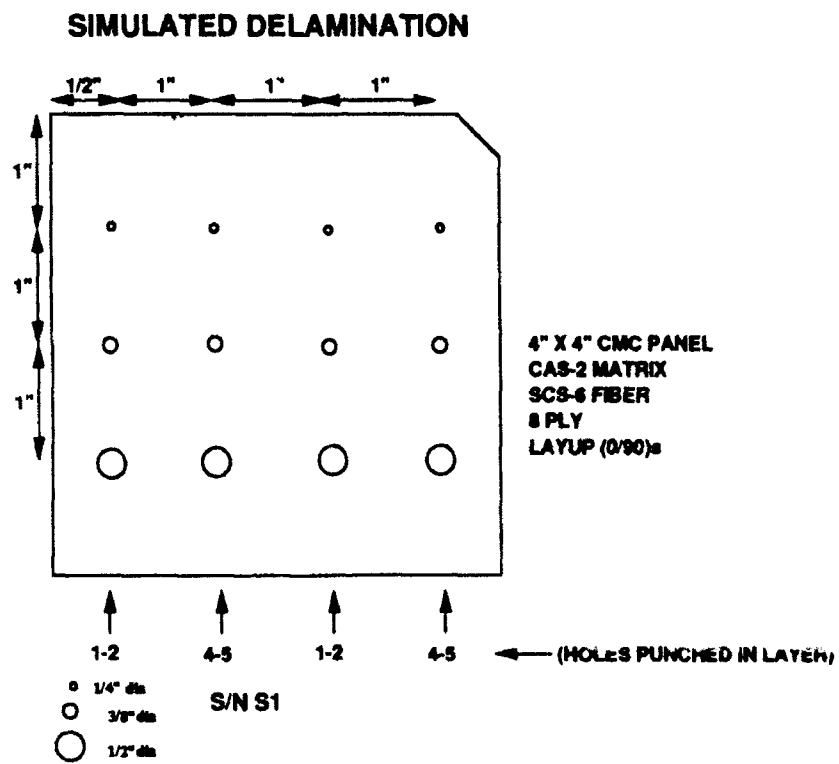 SIMULATED DELAMINATION
1/2" 1" 1" 1"
1"
1"
1"
4" X 4" CMC PANEL
CAS-2 MATRIX
SCS-6 FIBER
8 PLY
LAYUP (0/90)s
1-2 4-5 1-2 4-5 (HOLES PUNCHED IN LAYER)
1/4" dia
3/8" dia
1/2" dia
S/N S1